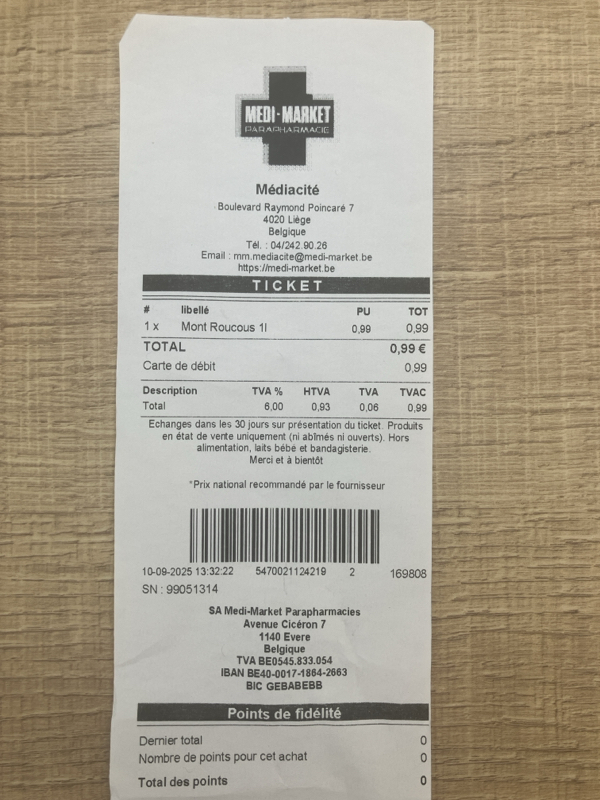 MEDI-MARKET
PARAPHARMACIE
Médiacité
Boulevard Raymond Poincaré 7
4020 Liège
Belgique
Tél. : 04/242.90.26
Email : mm.mediacite@medi-market.be
https://medi-market.be
TICKET
# libellé PU TOT
1 x Mont Roucous 1l 0,99 0,99
TOTAL 0,99 €
Carte de débit 0,99
Description TVA % HTVA TVA TVAC
Total 6,00 0,93 0,06 0,99
Echanges dans les 30 jours sur présentation du ticket. Produits
en état de vente uniquement (ni abîmés ni ouverts). Hors
alimentation, laits bébé et bandagisterie.
Merci et à bientôt
*Prix national recommandé par le fournisseur
10-09-2025 13:32:22 5470021124219 2 169808
SN : 99051314
SA Medi-Market Parapharmacies
Avenue Cicéron 7
1140 Evere
Belgique
TVA BE0545.833.054
IBAN BE40-0017-1864-2663
BIC GEBABEBB
Points de fidélité
Dernier total 0
Nombre de points pour cet achat 0
Total des points 0